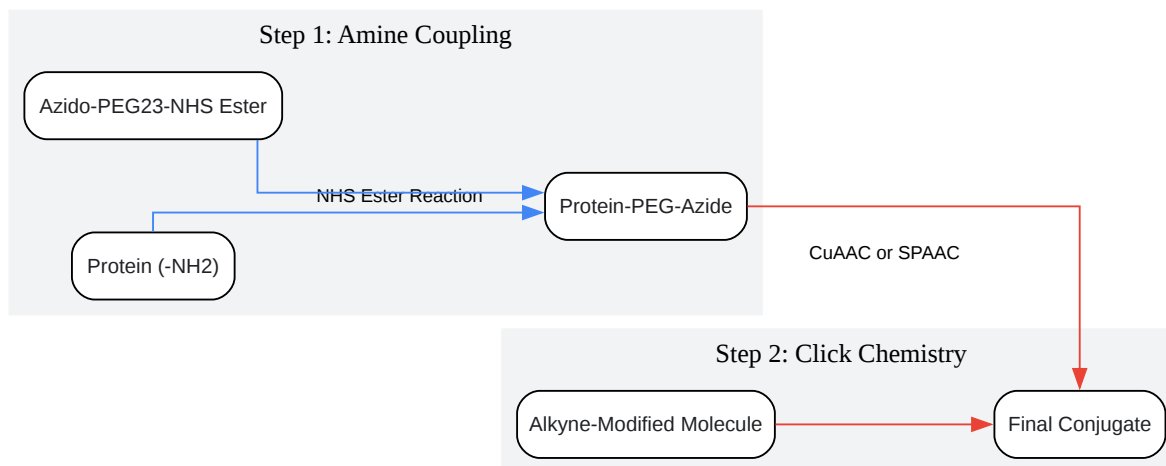 Step 1: Amine Coupling
Azido-PEG23-NHS Ester
NHS Ester Reaction
Protein-PEG-Azide
Protein (-NH2)
CuAAC or SPAAC
Step 2: Click Chemistry
Alkyne-Modified Molecule
Final Conjugate